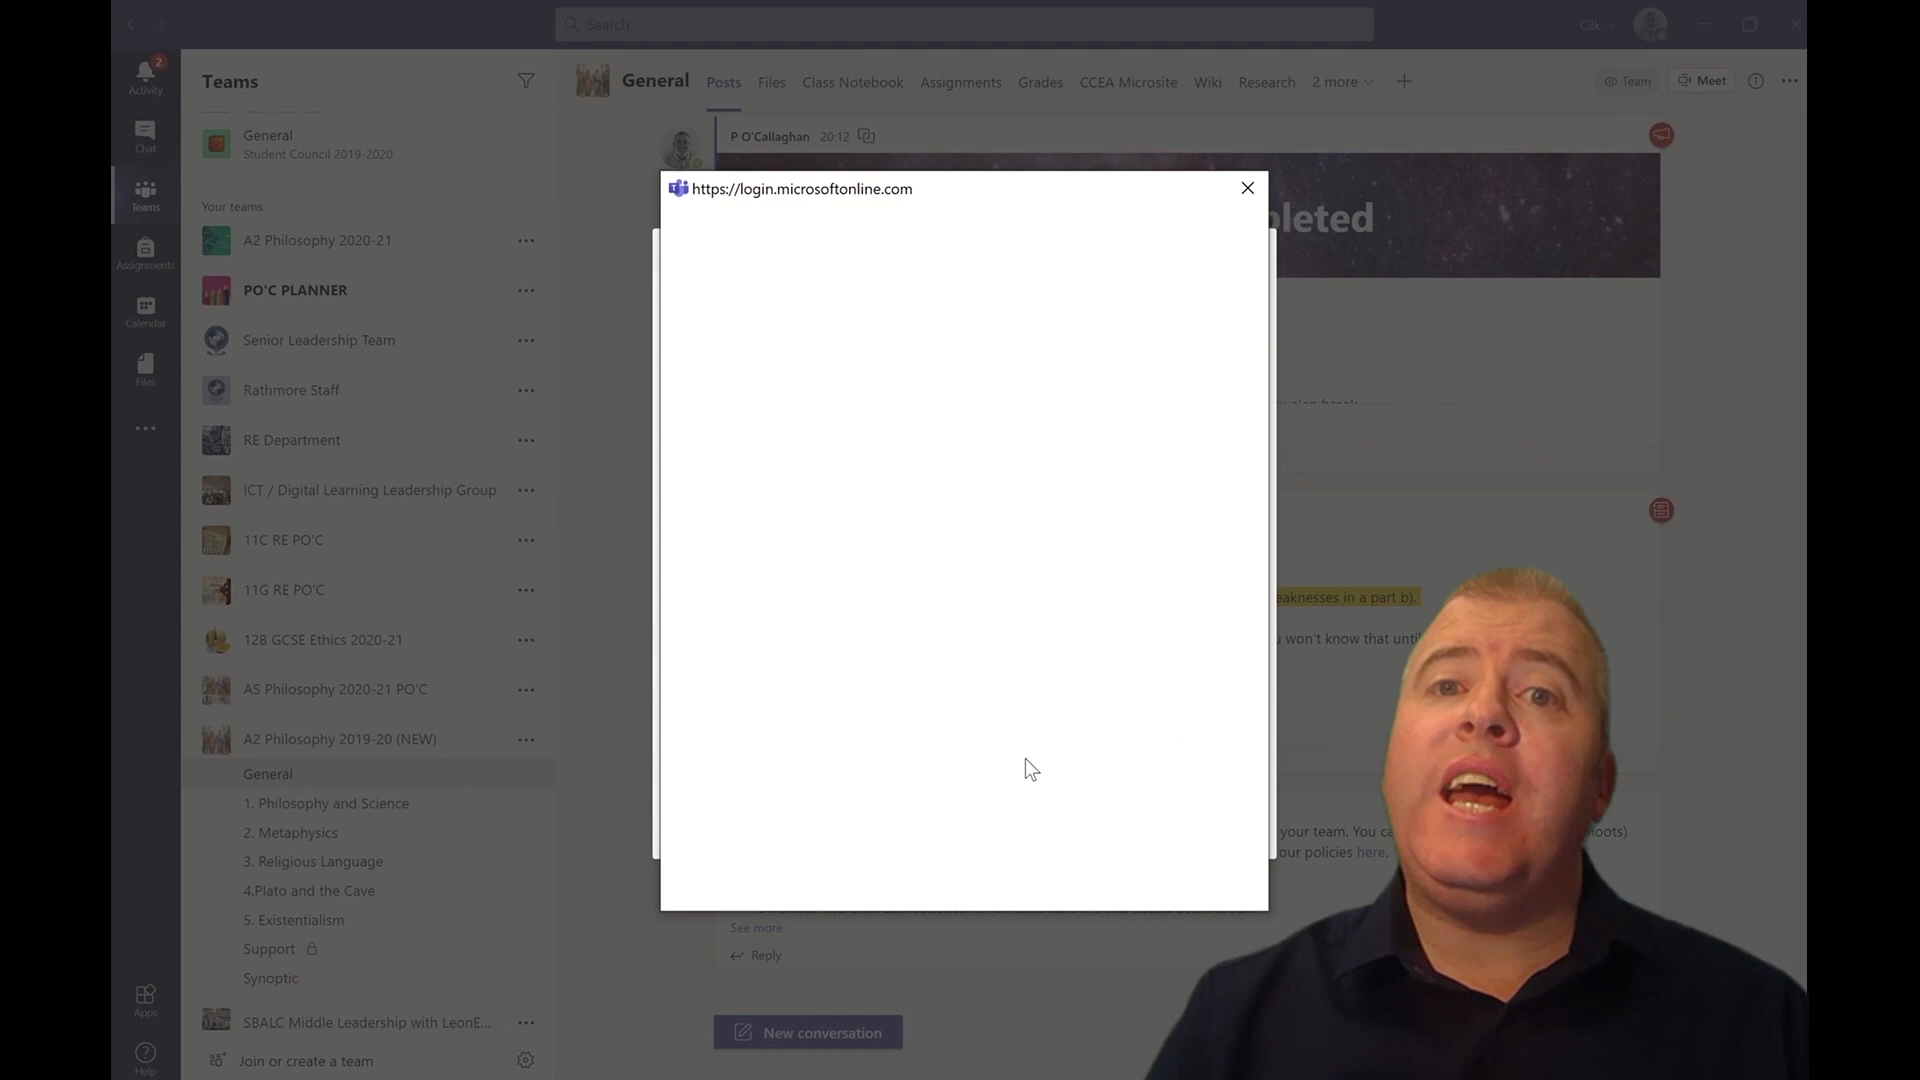 Search
C2k
2
Activity
Chat
Teams
Assignments
Calendar
Files
Apps
Help
Teams
General
Student Council 2019-2020
Your teams
A2 Philosophy 2020-21
PO'C PLANNER
Senior Leadership Team
Rathmore Staff
RE Department
ICT / Digital Learning Leadership Group
11C RE PO'C
11G RE PO'C
12B GCSE Ethics 2020-21
AS Philosophy 2020-21 PO'C
A2 Philosophy 2019-20 (NEW)
General
1. Philosophy and Science
2. Metaphysics
3. Religious Language
4.Plato and the Cave
5. Existentialism
Support
Synoptic
SBALC Middle Leadership with LeonE...
Join or create a team
General Posts Files Class Notebook Assignments Grades CCEA Microsite Wiki Research 2 more
Team Meet
P O'Callaghan 20:12
pleted
https://login.microsoftonline.com
eaknesses in a part b).
won't know that until
your team. You ca
oots)
our policies here.
See more
Reply
New conversation